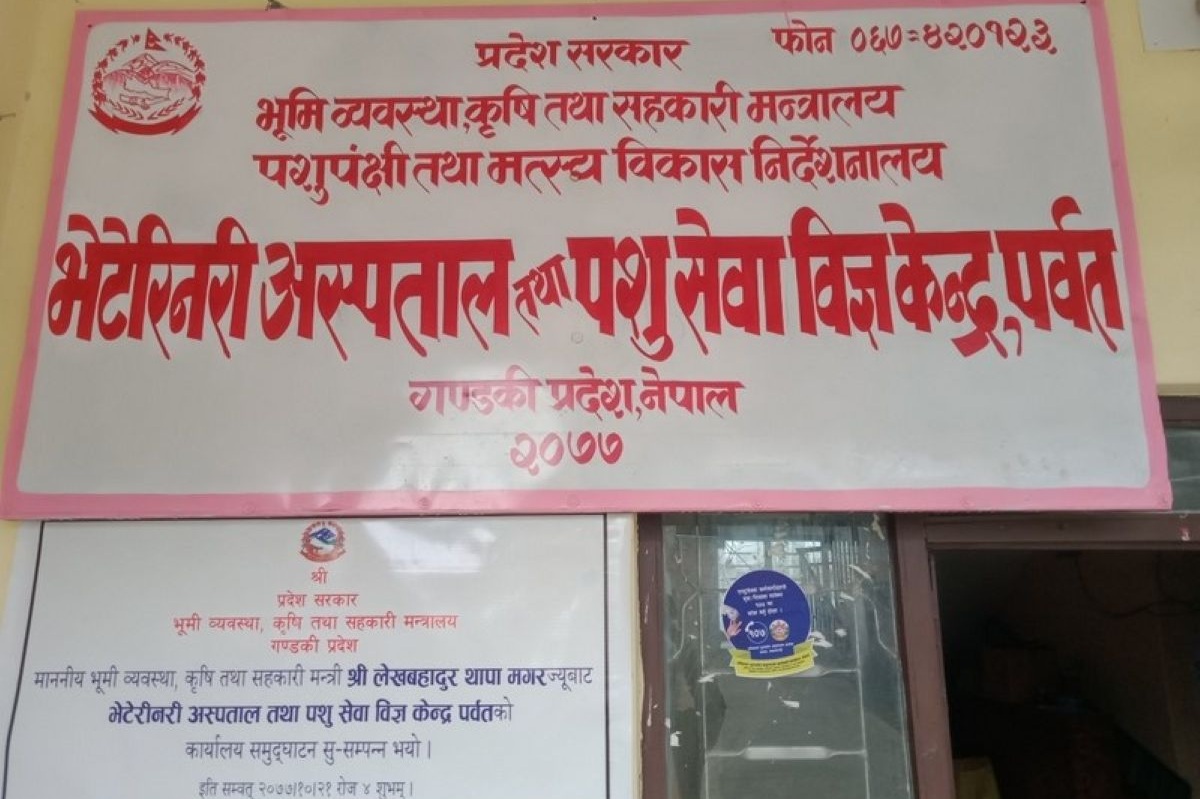 प्रदेश सरकार
फोन ०६७=४२०१२३
भूमि व्यवस्था,कृषि तथा सहकारी मन्त्रालय
पशुपंक्षी तथा मत्स्य विकास निर्देशनालय
भेटेरिनरी अस्पताल तथा पशु सेवा विज्ञ केन्द्र,पर्वत
गण्डकी प्रदेश,नेपाल
२०७७
श्री
प्रदेश सरकार
भूमी व्यवस्था, कृषि तथा सहकारी मन्त्रालय
गण्डकी प्रदेश
माननीय भूमी व्यवस्था, कृषि तथा सहकारी मन्त्री श्री लेखबहादुर थापा मगरज्यूबाट
भेटेरीनरी अस्पताल तथा पशु सेवा विज्ञ केन्द्र पर्वतको
कार्यालय समुद्घाटन सु-सम्पन्न भयो।
इति सम्वत् २०७७/१०/२१ रोज ४ शुभम्।
१०७